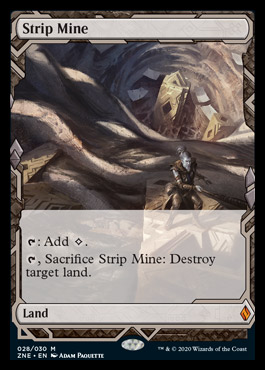 Strip Mine
: Add .
, Sacrifice Strip Mine: Destroy
target land.
Land
028/030 M
ZNE • EN Adam Paquette
™ & © 2020 Wizards of the Coast